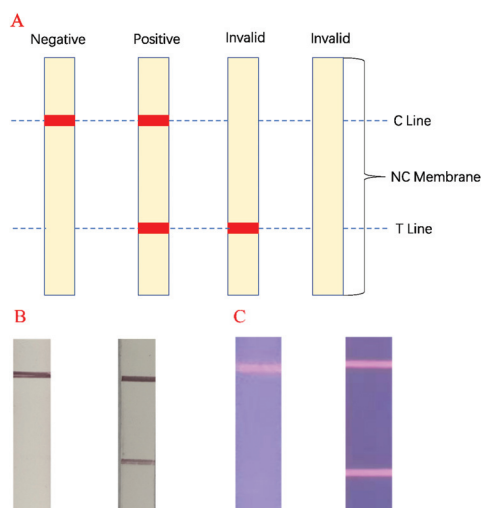 A
Negative Positive Invalid Invalid
C Line
NC Membrane
T Line
B C